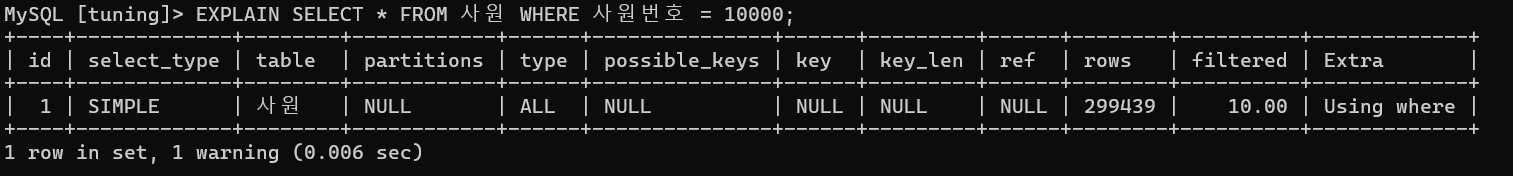 MySQL [tuning]> EXPLAIN SELECT * FROM 사원 WHERE 사원번호 = 10000;
+----+-------------+-------+------------+------+---------------+------+---------+------+--------+----------+-------------+
| id | select_type | table | partitions | type | possible_keys | key | key_len | ref | rows | filtered | Extra |
+----+-------------+-------+------------+------+---------------+------+---------+------+--------+----------+-------------+
| 1 | SIMPLE | 사원 | NULL | ALL | NULL | NULL | NULL | NULL | 299439 | 10.00 | Using where |
+----+-------------+-------+------------+------+---------------+------+---------+------+--------+----------+-------------+
1 row in set, 1 warning (0.006 sec)